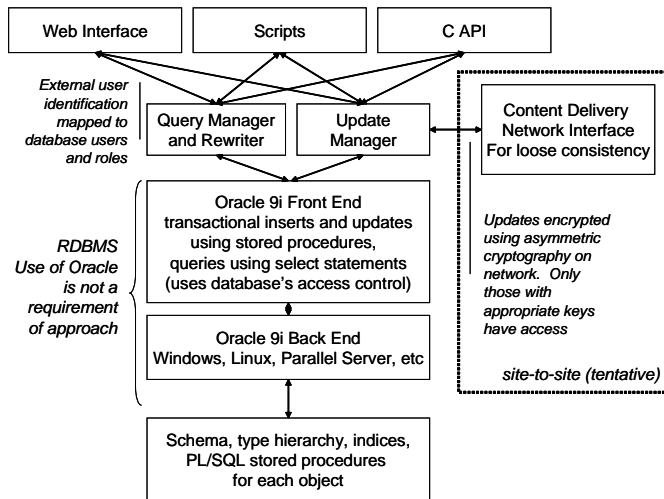 Web Interface
Scripts
C API
External user
identification
mapped to
database users
and roles
Query Manager
and Rewriter
Update
Manager
Content Delivery
Network Interface
For loose consistency
Oracle 9i Front End
transactional inserts and updates
using stored procedures,
queries using select statements
(uses database's access control)
RDBMS
Use of Oracle
is not a
requirement
of approach
Updates encrypted
using asymmetric
cryptography on
network. Only
those with
appropriate keys
have access
Oracle 9i Back End
Windows, Linux, Parallel Server, etc
site-to-site (tentative)
Schema, type hierarchy, indices,
PL/SQL stored procedures
for each object